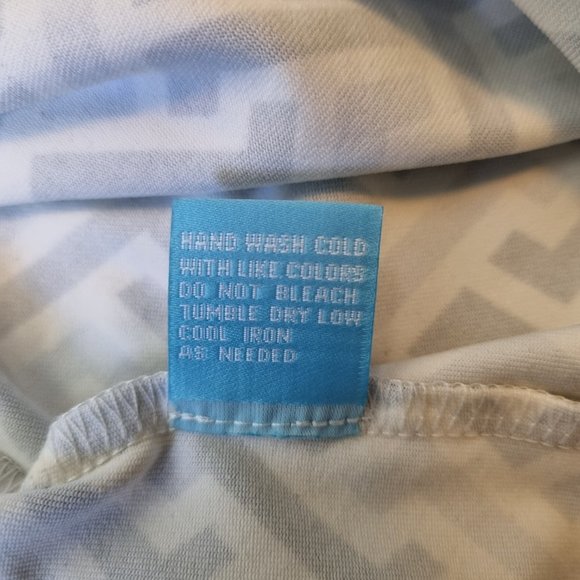 HAND WASH COLD
WITH LIKE COLORS
DO NOT BLEACH
TUMBLE DRY LOW
COOL IRON
AS NEEDED